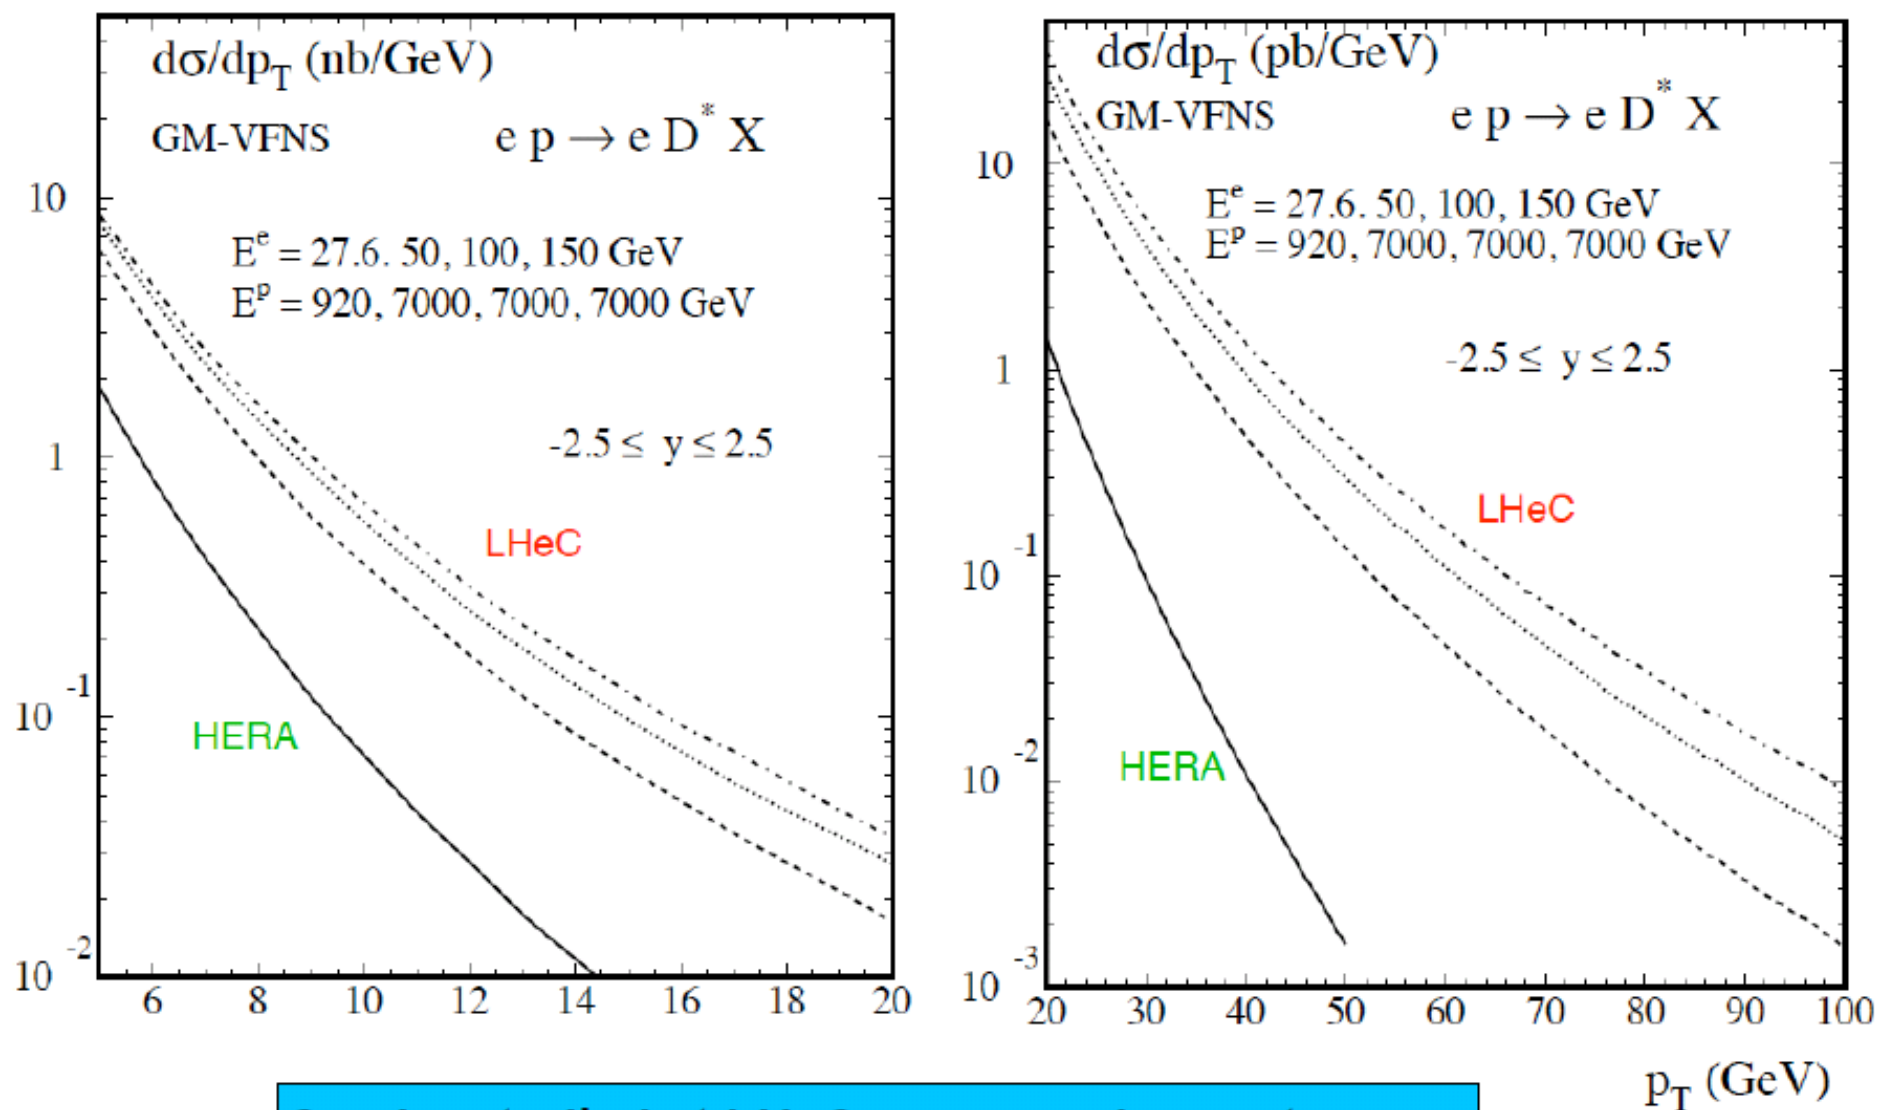 dσ/dp_T (nb/GeV)
GM-VFNS e p → e D* X
10
E^e = 27.6. 50, 100, 150 GeV
E^p = 920, 7000, 7000, 7000 GeV
-2.5 ≤ y ≤ 2.5
1
LHeC
10^-1
HERA
10^-2
6 8 10 12 14 16 18 20
dσ/dp_T (pb/GeV)
GM-VFNS e p → e D* X
10
E^e = 27.6. 50, 100, 150 GeV
E^p = 920, 7000, 7000, 7000 GeV
-2.5 ≤ y ≤ 2.5
1
LHeC
10^-1
HERA
10^-2
10^-3
20 30 40 50 60 70 80 90 100
p_T (GeV)